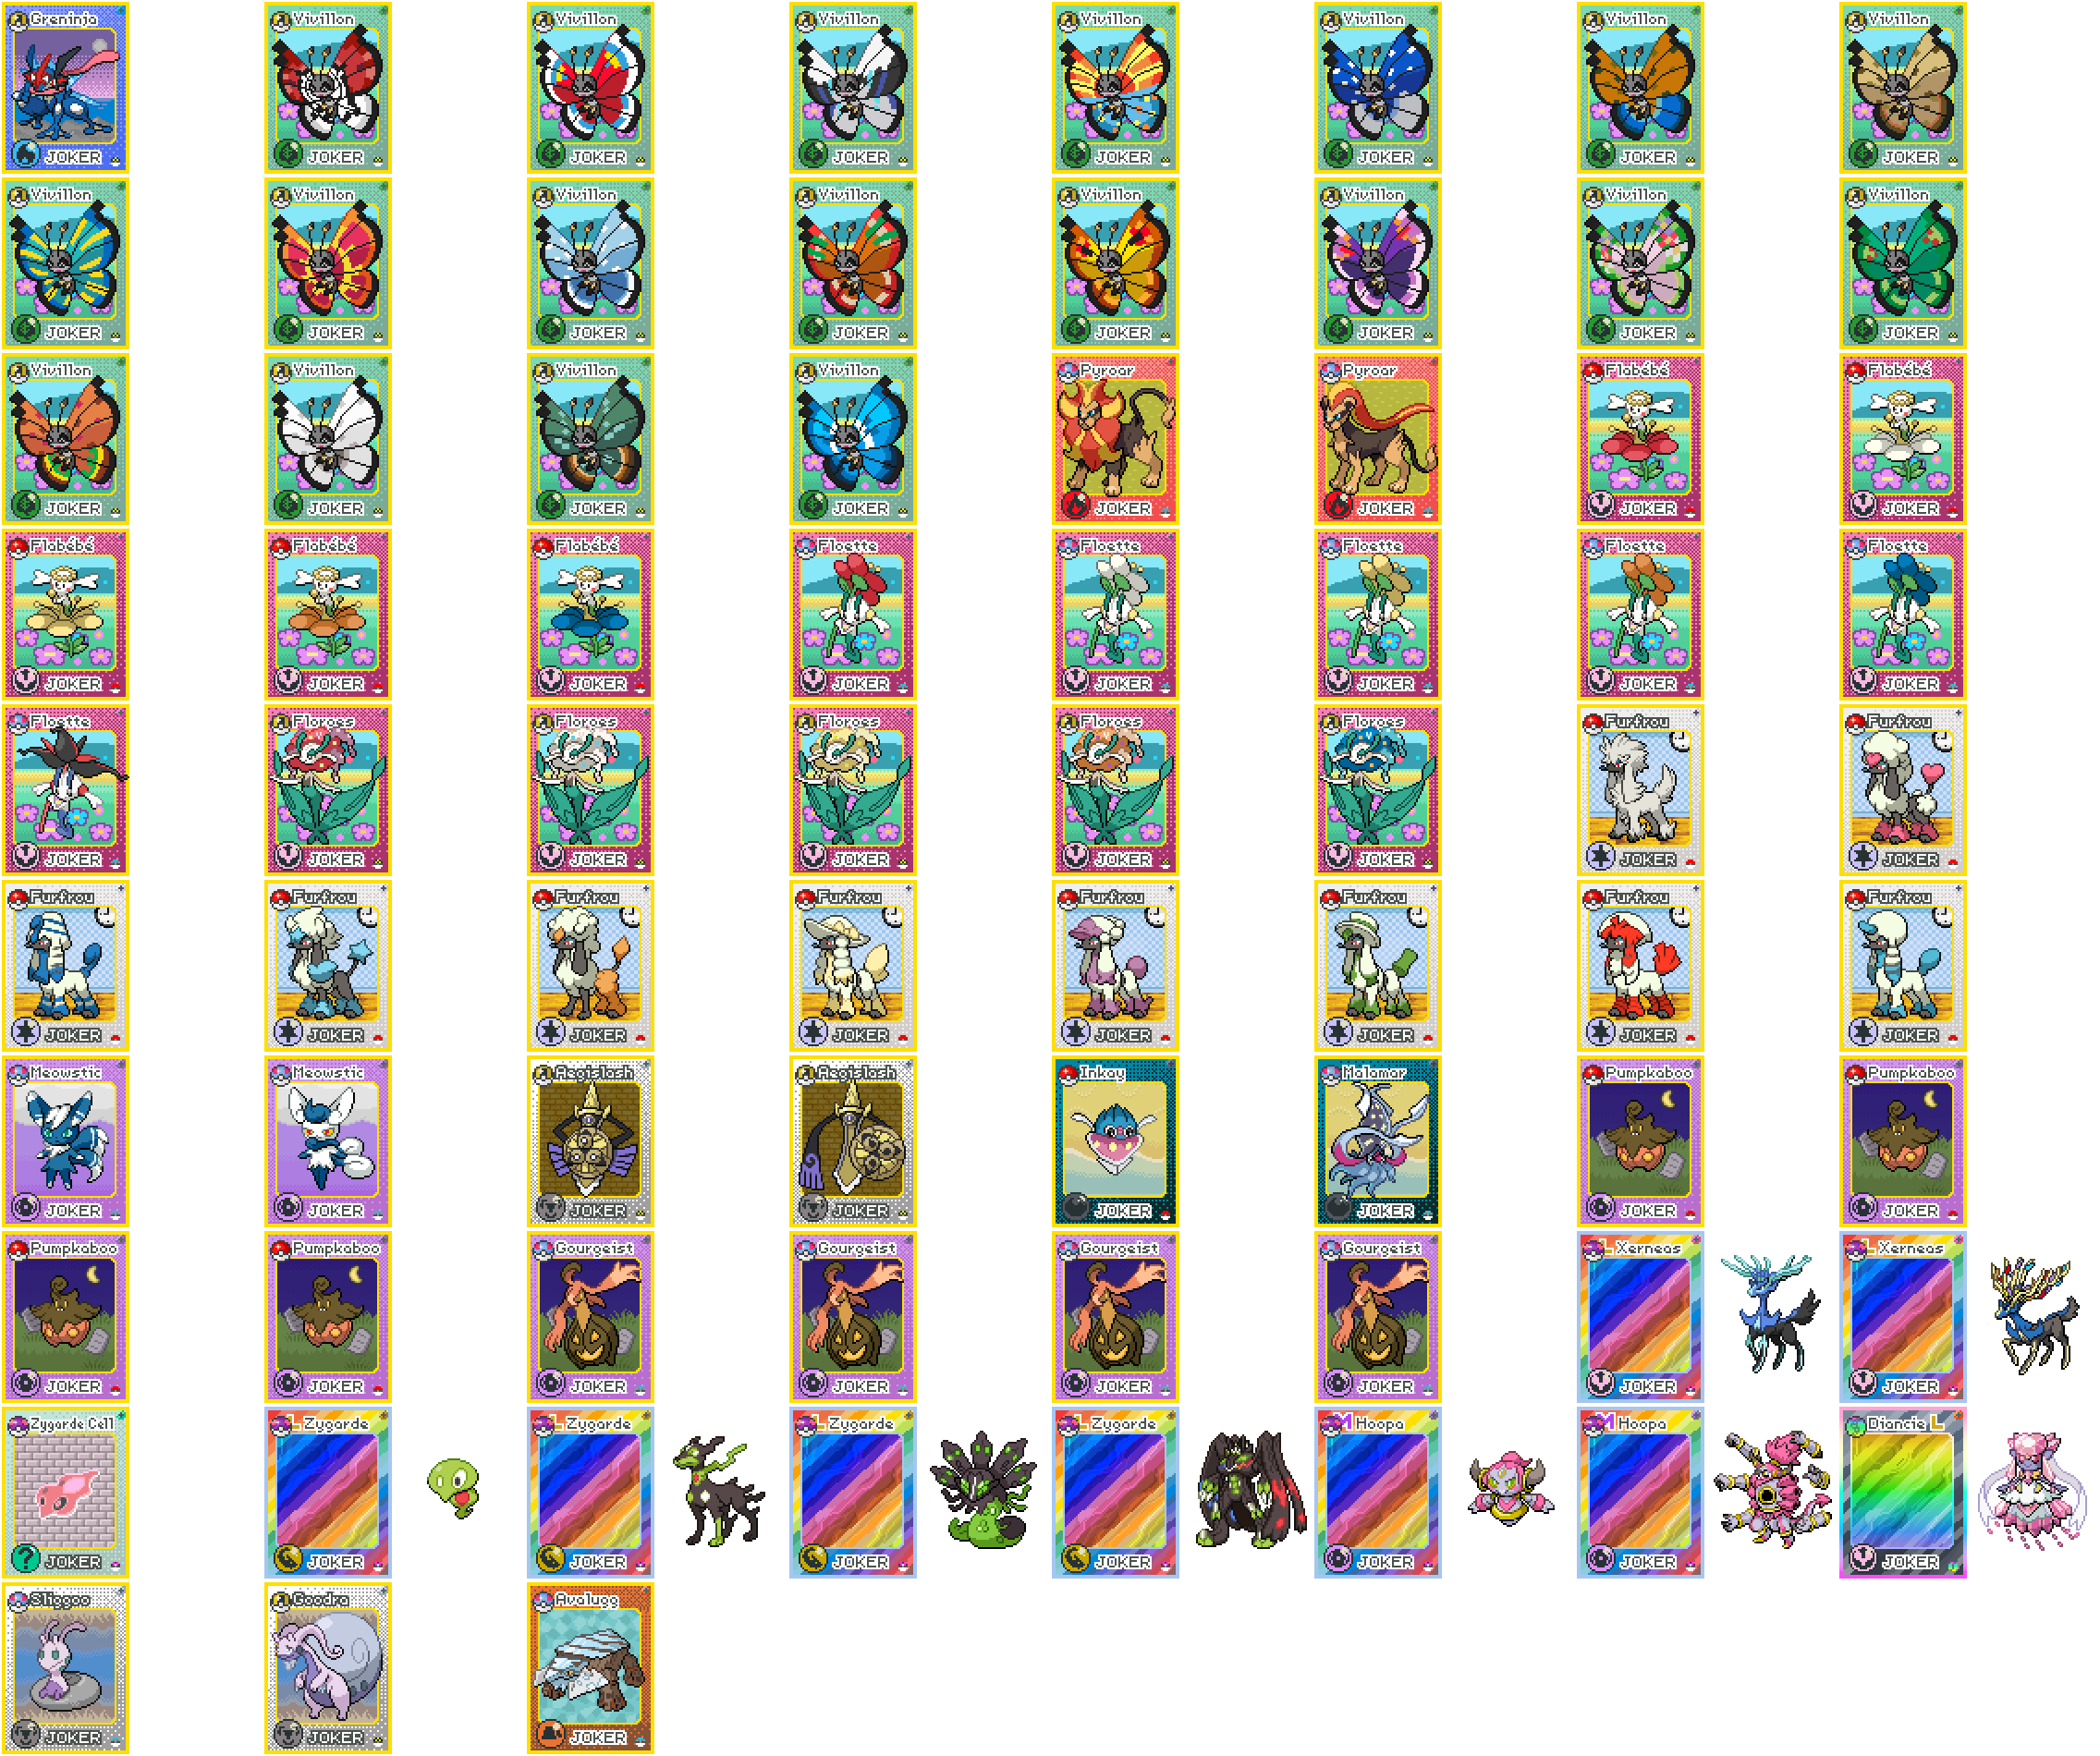 Greninja Vivillon Vivillon Vivillon Vivillon Vivillon Vivillon Vivillon
JOKER JOKER JOKER JOKER JOKER JOKER JOKER JOKER
Vivillon Vivillon Vivillon Vivillon Vivillon Vivillon Vivillon Vivillon
JOKER JOKER JOKER JOKER JOKER JOKER JOKER JOKER
Vivillon Vivillon Vivillon Vivillon Pyroar Pyroar Flabébé Flabébé
JOKER JOKER JOKER JOKER JOKER JOKER JOKER JOKER
Flabébé Flabébé Flabébé Floette Floette Floette Floette Floette
JOKER JOKER JOKER JOKER JOKER JOKER JOKER JOKER
Floette Florges Florges Florges Florges Florges Furfrou Furfrou
JOKER JOKER JOKER JOKER JOKER JOKER JOKER JOKER
Furfrou Furfrou Furfrou Furfrou Furfrou Furfrou Furfrou Furfrou
JOKER JOKER JOKER JOKER JOKER JOKER JOKER JOKER
Meowstic Meowstic Aegislash Aegislash Inkay Malamar Pumpkaboo Pumpkaboo
JOKER JOKER JOKER JOKER JOKER JOKER JOKER JOKER
Pumpkaboo Pumpkaboo Gourgeist Gourgeist Gourgeist Gourgeist L Xerneas L Xerneas
JOKER JOKER JOKER JOKER JOKER JOKER JOKER JOKER
Zygarde Cell L Zygarde L Zygarde L Zygarde L Zygarde M Hoopa M Hoopa Diancie L
? JOKER JOKER JOKER JOKER JOKER JOKER JOKER JOKER
Sliggoo Goodra Avalugg
JOKER JOKER JOKER